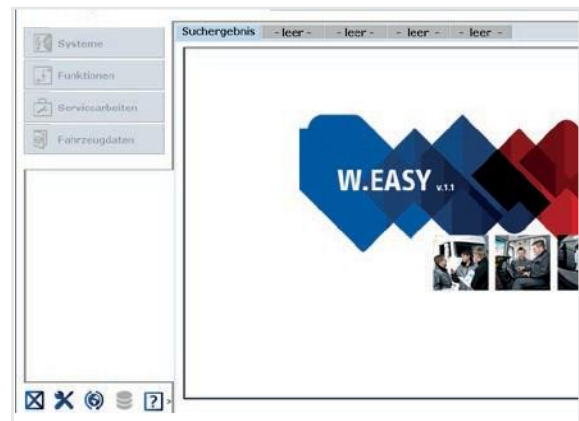 Suchergebnis - leer - - leer - - leer - - leer -
Systeme
Funktionen
Servicearbeiten
Fahrzeugdaten
W.EASY v.1.1
?